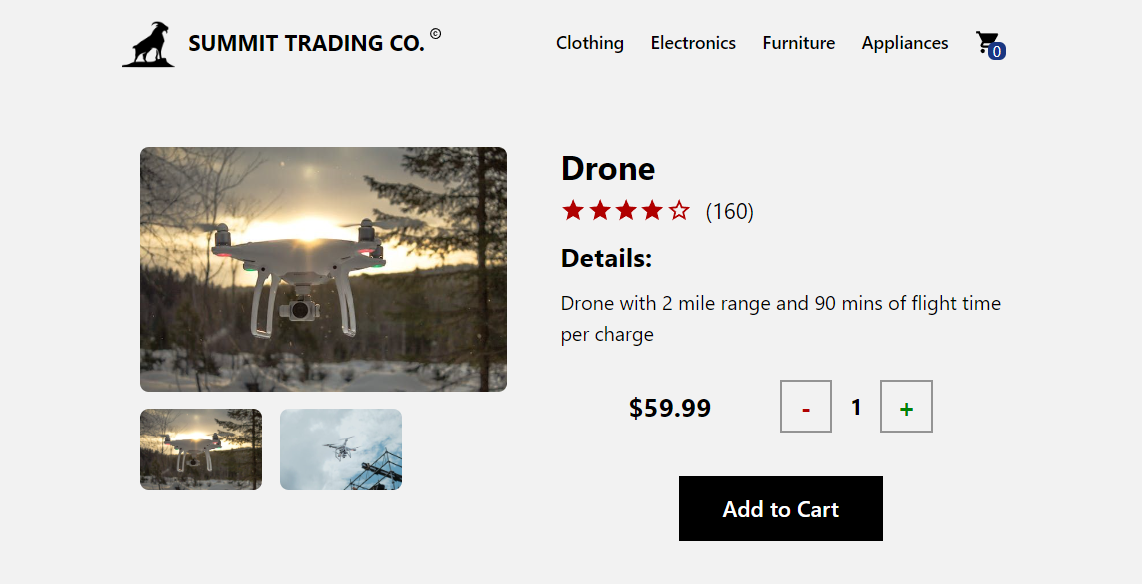 SUMMIT TRADING CO. ©
Clothing Electronics Furniture Appliances 0
Drone
(160)
Details:
Drone with 2 mile range and 90 mins of flight time
per charge
$59.99 - 1 +
Add to Cart